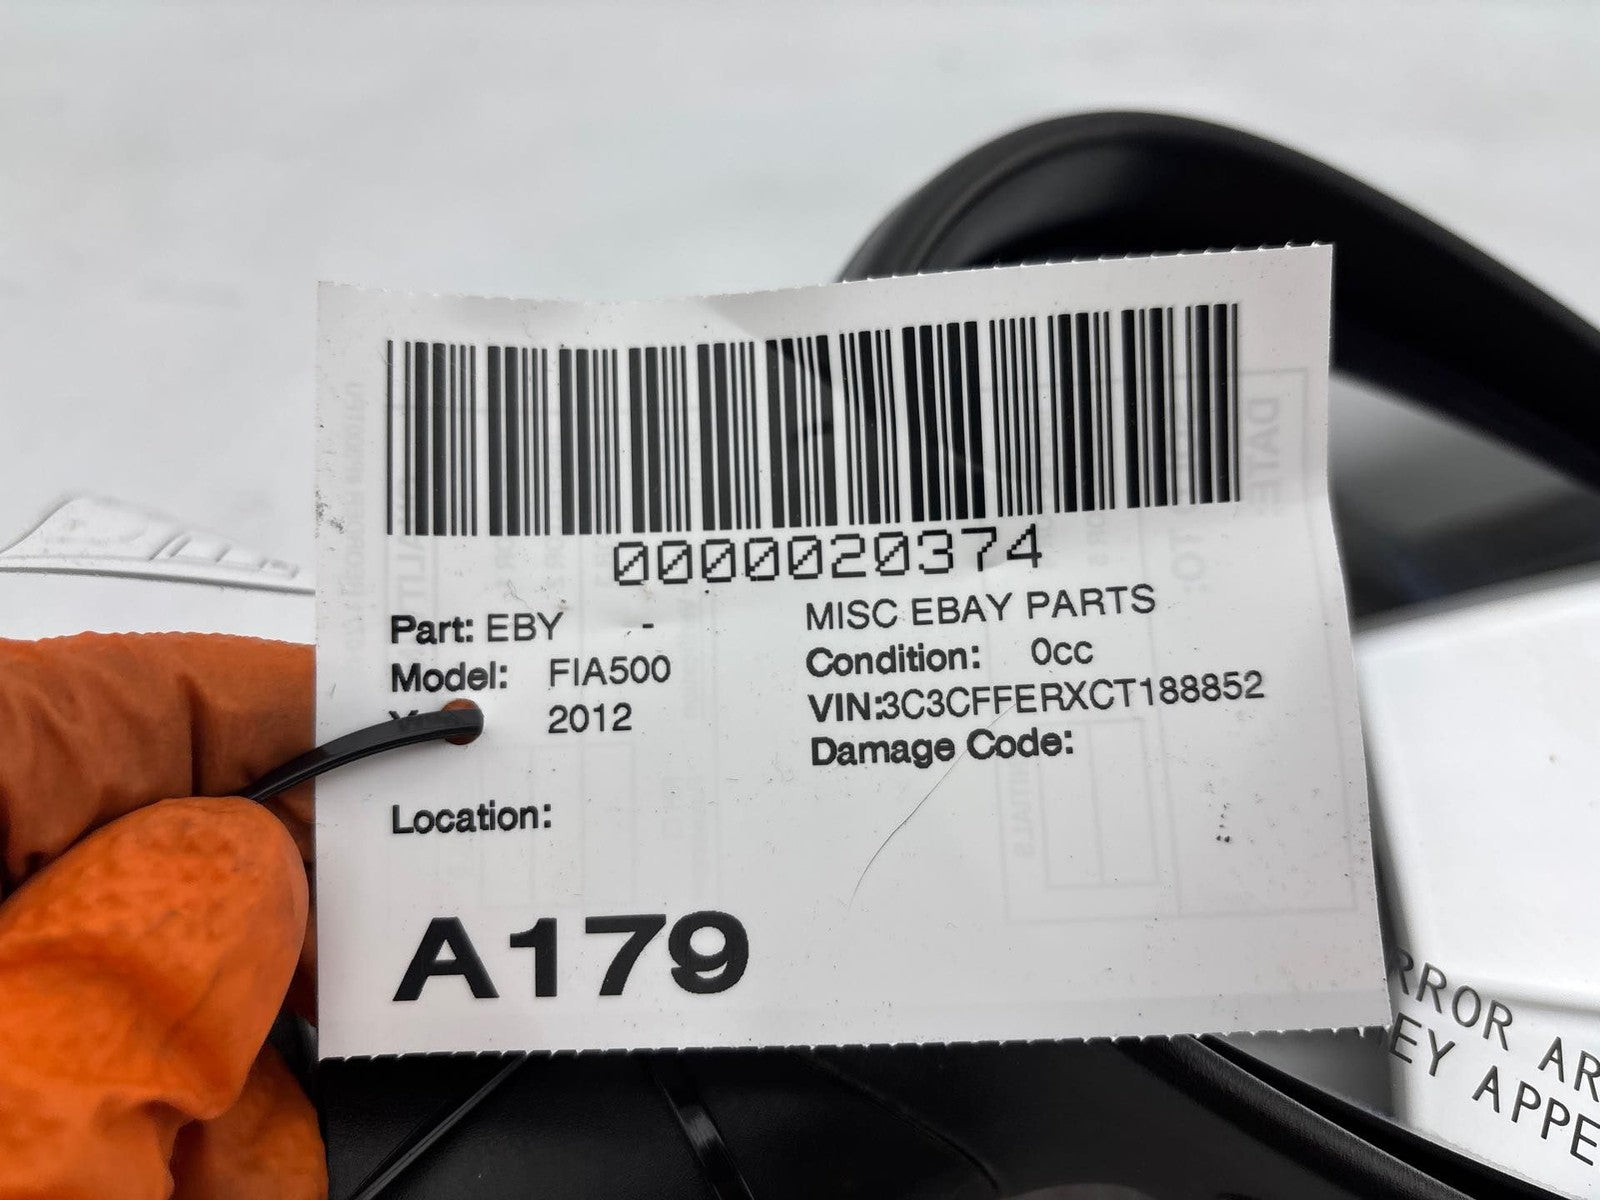 0000020374
Part: EBY - MISC EBAY PARTS
Model: FIA500 Condition: 0cc
2012 VIN:3C3CFFERXCT188852
Damage Code:
Location:
A179
RROR AR
EY APPE